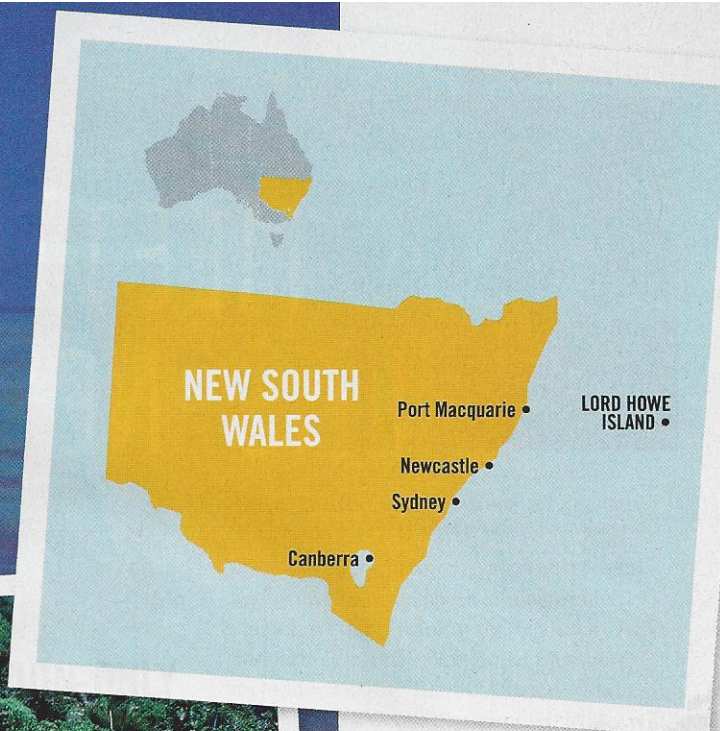 NEW SOUTH
WALES
Port Macquarie
LORD HOWE
ISLAND
Newcastle
Sydney
Canberra